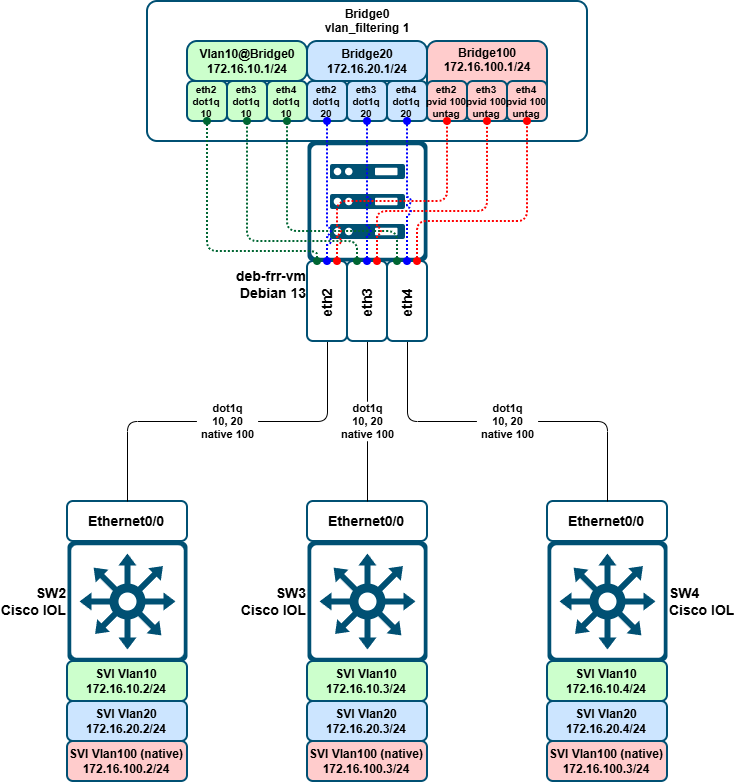 Bridge0
vlan_filtering 1
Vlan10@Bridge0
172.16.10.1/24
Bridge20
172.16.20.1/24
Bridge100
172.16.100.1/24
eth2
dot1q
10
eth3
dot1q
10
eth4
dot1q
10
eth2
dot1q
20
eth3
dot1q
20
eth4
dot1q
20
eth2
pvid 100
untag
eth3
pvid 100
untag
eth4
pvid 100
untag
deb-frr-vm
Debian 13
eth2
eth3
eth4
dot1q
10, 20
native 100
dot1q
10, 20
native 100
dot1q
10, 20
native 100
Ethernet0/0
Ethernet0/0
Ethernet0/0
SW2
Cisco IOL
SW3
Cisco IOL
SW4
Cisco IOL
SVI Vlan10
172.16.10.2/24
SVI Vlan20
172.16.20.2/24
SVI Vlan100 (native)
172.16.100.2/24
SVI Vlan10
172.16.10.3/24
SVI Vlan20
172.16.20.3/24
SVI Vlan100 (native)
172.16.100.3/24
SVI Vlan10
172.16.10.4/24
SVI Vlan20
172.16.20.4/24
SVI Vlan100 (native)
172.16.100.3/24